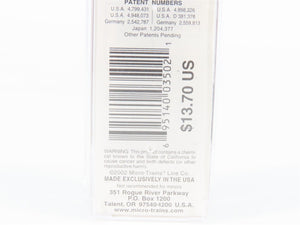 PATENT NUMBERS
U.S.A. 4,799,431 U.S.A. 4,898,326
U.S.A. 4,948,073 U.S.A. D 381,378
Germany 2,542,787 Germany 2,509,813
Japan 1,204,377
Other Patents Pending
6 95140 03502 1
$13.70 US
WARNING: This product contains a chemical
known to the State of California to
cause cancer and birth defects or other
reproductive harm.
©2002 Micro-Trains® Line Co.
MADE EXCLUSIVELY IN THE USA
351 Rogue River Parkway
P.O. Box 1200
Talent, OR 97540-1200 U.S.A.
www.micro-trains.com